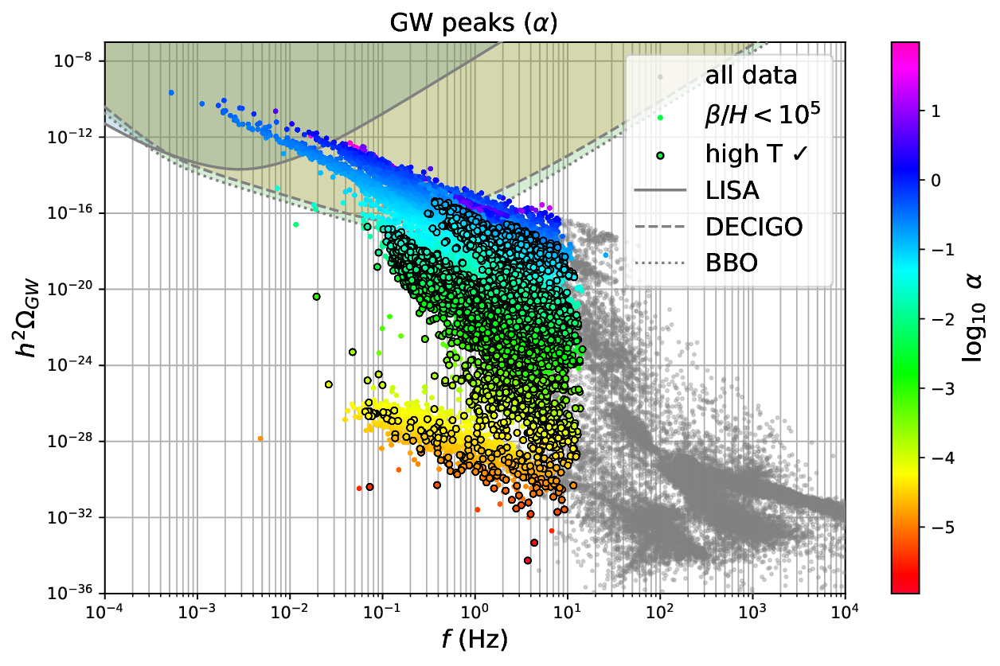 GW peaks (α)
10⁻⁸
10⁻¹²
10⁻¹⁶
10⁻²⁰
10⁻²⁴
10⁻²⁸
10⁻³²
10⁻³⁶
h²Ω_GW
10⁻⁴
10⁻³
10⁻²
10⁻¹
10⁰
10¹
10²
10³
10⁴
f (Hz)
all data
β/H < 10⁵
high T ✓
LISA
DECIGO
BBO
1
0
−1
−2
−3
−4
−5
log₁₀ α